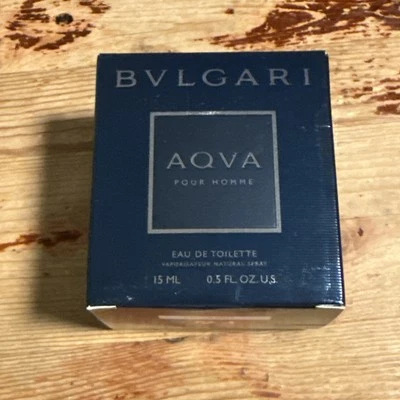 BVLGARI
AQVA
POUR HOMME
EAU DE TOILETTE
VAPORISATEUR NATURAL SPRAY
15 ML 0.5 FL.OZ.U.S.